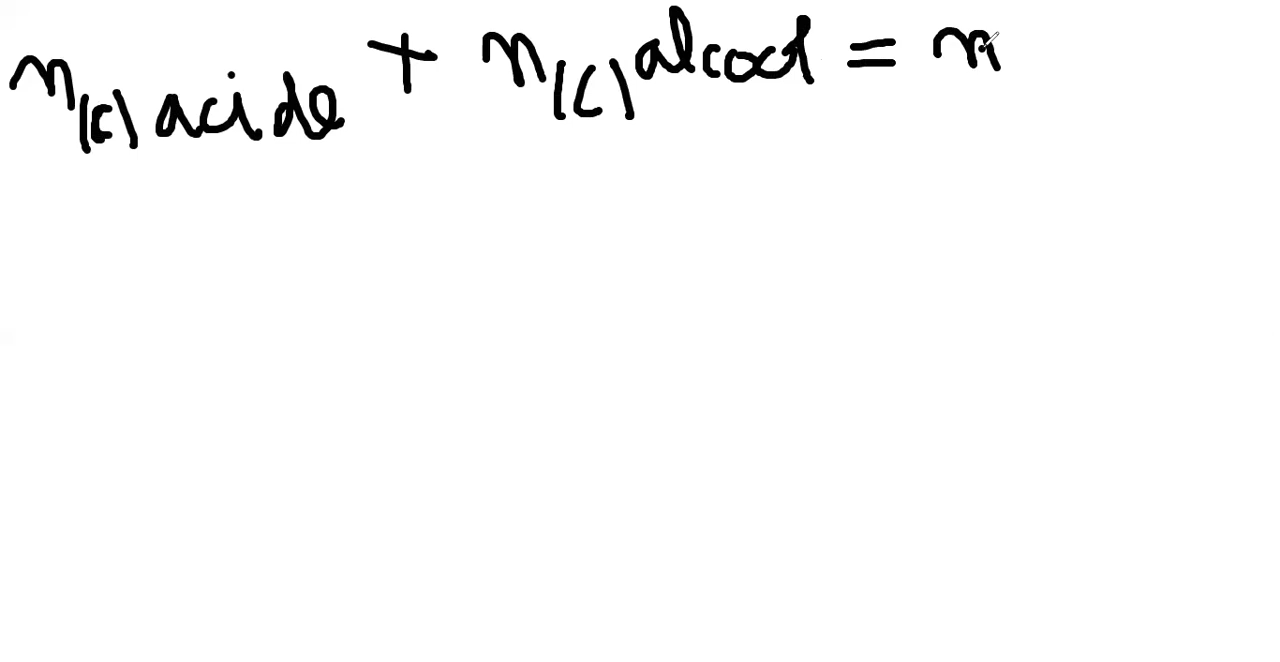 n(C) acide + n(C) alcool = n